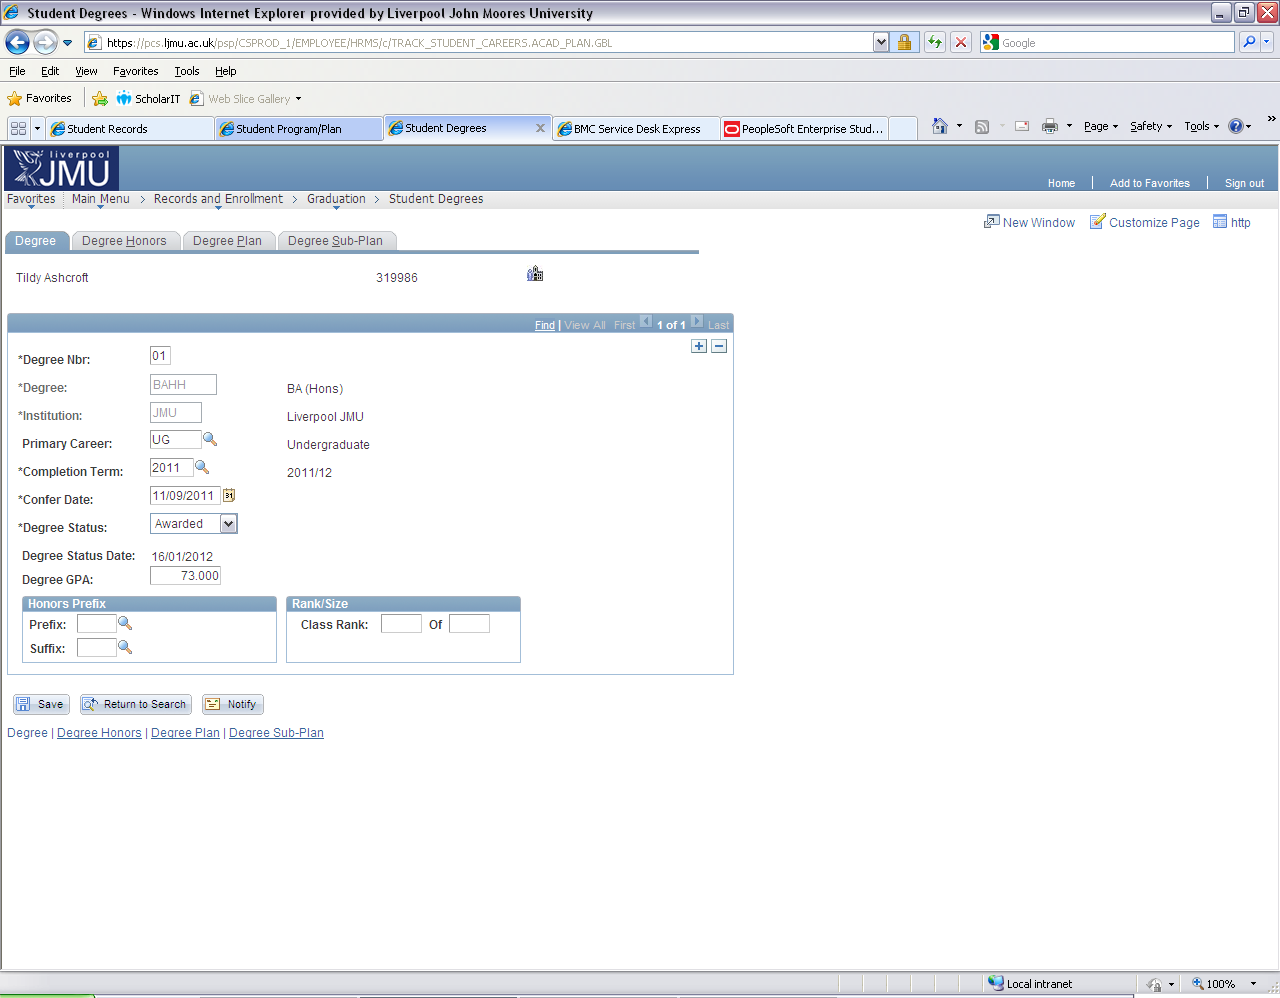 Student Degrees - Windows Internet Explorer provided by Liverpool John Moores University
https://pcs.ljmu.ac.uk/psp/CSPROD_1/EMPLOYEE/HRMS/c/TRACK_STUDENT_CAREERS.ACAD_PLAN.GBL
Google
File Edit View Favorites Tools Help
Favorites ScholarIT Web Slice Gallery
Student Records Student Program/Plan Student Degrees BMC Service Desk Express PeopleSoft Enterprise Stud... Page Safety Tools
liverpool
JMU
Home Add to Favorites Sign out
Favorites Main Menu > Records and Enrollment > Graduation > Student Degrees
New Window Customize Page http
Degree Degree Honors Degree Plan Degree Sub-Plan
Tildy Ashcroft 319986
Find | View All First 1 of 1 Last
*Degree Nbr: 01
*Degree: BAHH BA (Hons)
*Institution: JMU Liverpool JMU
Primary Career: UG Undergraduate
*Completion Term: 2011 2011/12
*Confer Date: 11/09/2011 31
*Degree Status: Awarded
Degree Status Date: 16/01/2012
Degree GPA: 73.000
Honors Prefix Rank/Size
Prefix: Class Rank: Of
Suffix:
Save Return to Search Notify
Degree | Degree Honors | Degree Plan | Degree Sub-Plan
Local intranet 100%